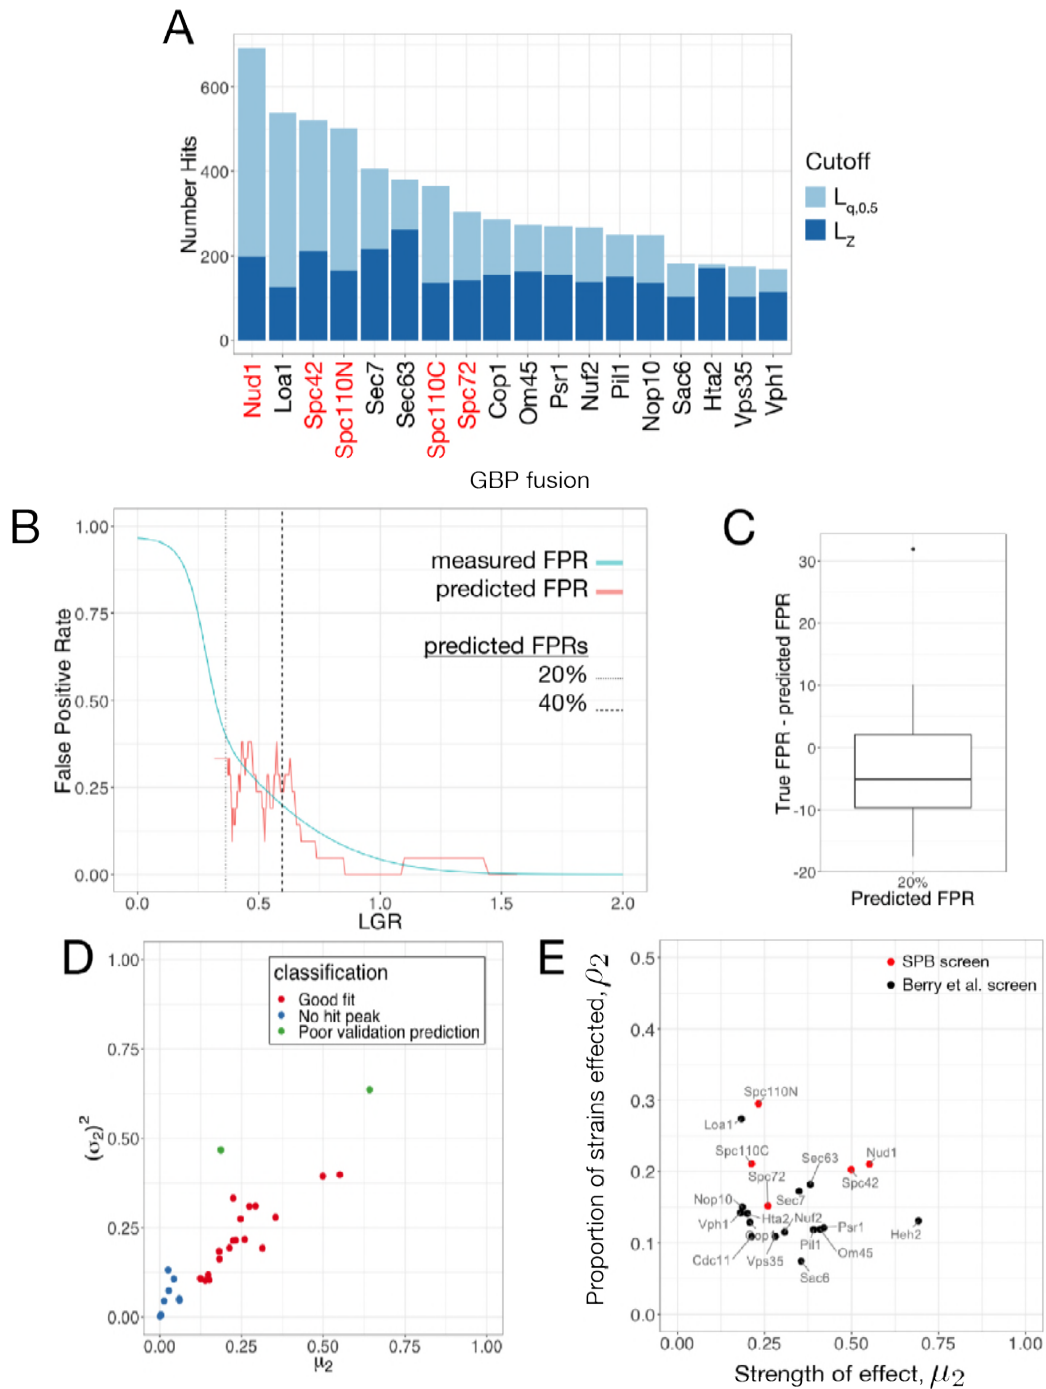 A
600
400
200
0
Number Hits
Cutoff
Lq,0.5
LZ
Nud1
Loa1
Spc42
Spc110N
Sec7
Sec63
Spc110C
Spc72
Cop1
Om45
Psr1
Nuf2
Pil1
Nop10
Sac6
Hta2
Vps35
Vph1
GBP fusion
B
1.00
0.75
0.50
0.25
0.00
False Positive Rate
measured FPR
predicted FPR
predicted FPRs
20%
40%
0.0 0.5 1.0 1.5 2.0
LGR
C
30
20
10
0
-10
-20
True FPR - predicted FPR
20%
Predicted FPR
D
1.00
0.75
0.50
0.25
0.00
(σ2)2
classification
Good fit
No hit peak
Poor validation prediction
0.00 0.25 0.50 0.75 1.00
μ2
E
0.5
0.4
0.3
0.2
0.1
0.0
Proportion of strains effected, ρ2
SPB screen
Berry et al. screen
Spc110N
Loa1
Spc110C
Sec63
Nud1
Spc72
Spc42
Sec7
Nop10
Hta2
Nuf2
Vph1
Psr1
Heh2
Pil1
Om45
Cdc11
Vps35
Sac6
0.00 0.25 0.50 0.75 1.00
Strength of effect, μ2